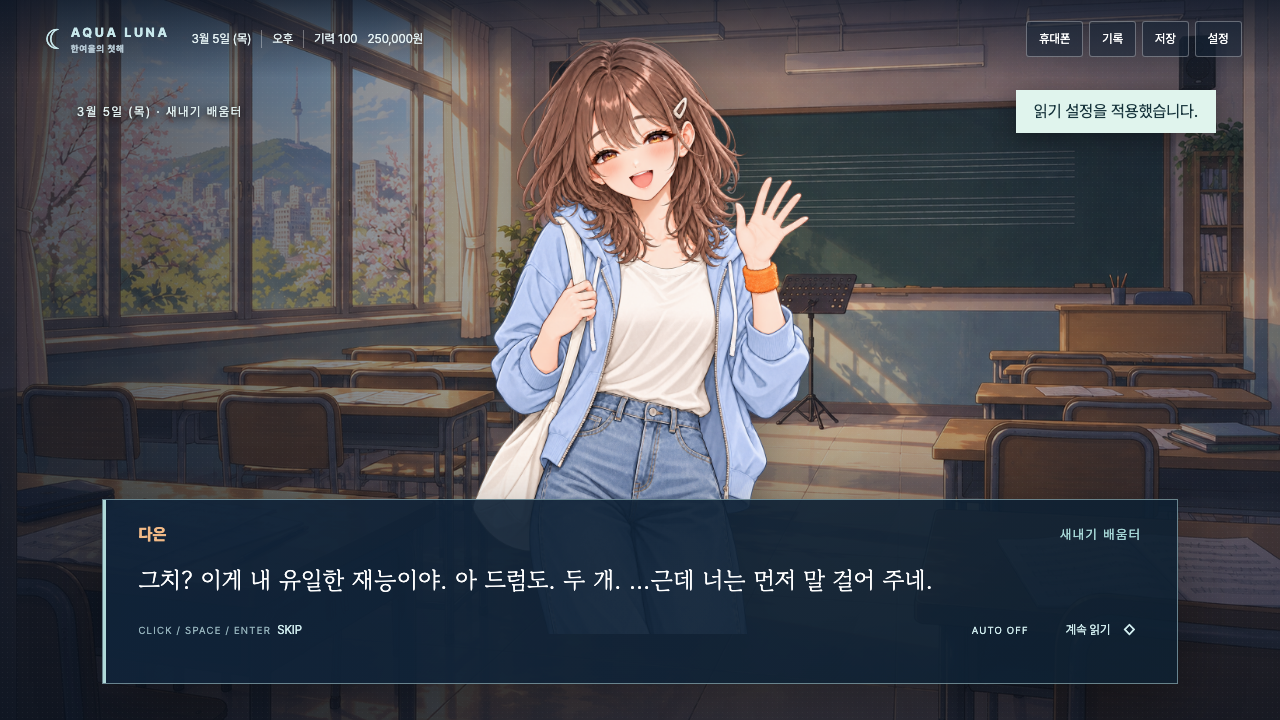 AQUA LUNA
한여울의 첫해
3월 5일 (목) 오후 기력 100 250,000원
휴대폰 기록 저장 설정
3월 5일 (목) · 새내기 배움터
읽기 설정을 적용했습니다.
다은
새내기 배움터
그치? 이게 내 유일한 재능이야. 아 드럼도. 두 개. …근데 너는 먼저 말 걸어 주네.
CLICK / SPACE / ENTER SKIP
AUTO OFF 계속 읽기